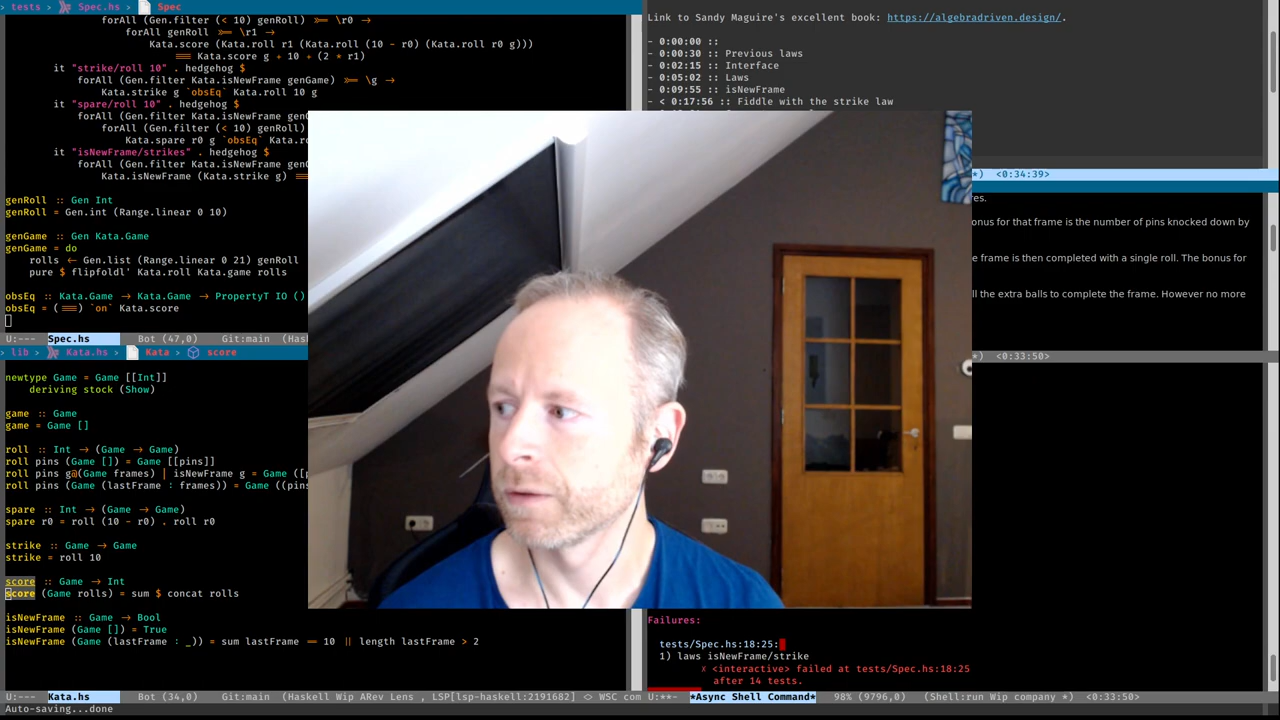 tests > Spec.hs > Spec
forAll (Gen.filter (< 10) genRoll) >>= \r0 →
forAll genRoll >>= \r1 →
Kata.score (Kata.roll r1 (Kata.roll (10 - r0) (Kata.roll r0 g)))
=== Kata.score g + 10 + (2 * r1)
it "strike/roll 10" . hedgehog $
forAll (Gen.filter Kata.isNewFrame genGame) >>= \g →
Kata.strike g `obsEq` Kata.roll 10 g
it "spare/roll 10" . hedgehog $
forAll (Gen.filter Kata.isNewFrame
forAll (Gen.filter (< 10) genRoll)
Kata.spare r0 g `obsEq`
it "isNewFrame/strikes" . hedgehog $
forAll (Gen.filter Kata.isNewFrame
Kata.isNewFrame (Kata.strike g) ===
genRoll :: Gen Int
genRoll = Gen.int (Range.linear 0 10)
genGame :: Gen Kata.Game
genGame = do
rolls ← Gen.list (Range.linear 0 21) genRoll
pure $ flipfoldl' Kata.roll Kata.game rolls
obsEq :: Kata.Game → Kata.Game → PropertyT IO ()
obsEq = (===) `on` Kata.score
U:--- Spec.hs Bot (47,0) Git:main
lib > Kata.hs > Kata > score
newtype Game = Game [[Int]]
deriving stock (Show)
game :: Game
game = Game []
roll :: Int → (Game → Game)
roll pins (Game []) = Game [[pins]]
roll pins g@(Game frames) | isNewFrame g = Game
roll pins (Game (lastFrame : frames)) = Game ((pins
spare :: Int → (Game → Game)
spare r0 = roll (10 - r0) . roll r0
strike :: Game → Game
strike = roll 10
score :: Game → Int
score (Game rolls) = sum $ concat rolls
isNewFrame :: Game → Bool
isNewFrame (Game []) = True
isNewFrame (Game (lastFrame : _)) = sum lastFrame == 10 || length lastFrame > 2
U:--- Kata.hs Bot (34,0) Git:main (Haskell Wip ARev Lens , LSP[lsp-haskell:2191682] <> WSC com
Auto-saving...done
Link to Sandy Maguire's excellent book: https://algebradriven.design/.
- 0:00:00 ::
- 0:00:30 :: Previous laws
- 0:02:15 :: Interface
- 0:05:02 :: Laws
- 0:09:55 :: isNewFrame
- < 0:17:56 :: Fiddle with the strike law
*) <0:34:39>
bonus for that frame is the number of pins knocked down by
e frame is then completed with a single roll. The bonus for
ll the extra balls to complete the frame. However no more
*) <0:33:50>
Failures:
tests/Spec.hs:18:25:
1) laws isNewFrame/strike
✗ <interactive> failed at tests/Spec.hs:18:25
after 14 tests.
U:**- *Async Shell Command* 98% (9796,0) (Shell:run Wip company *) <0:33:50>